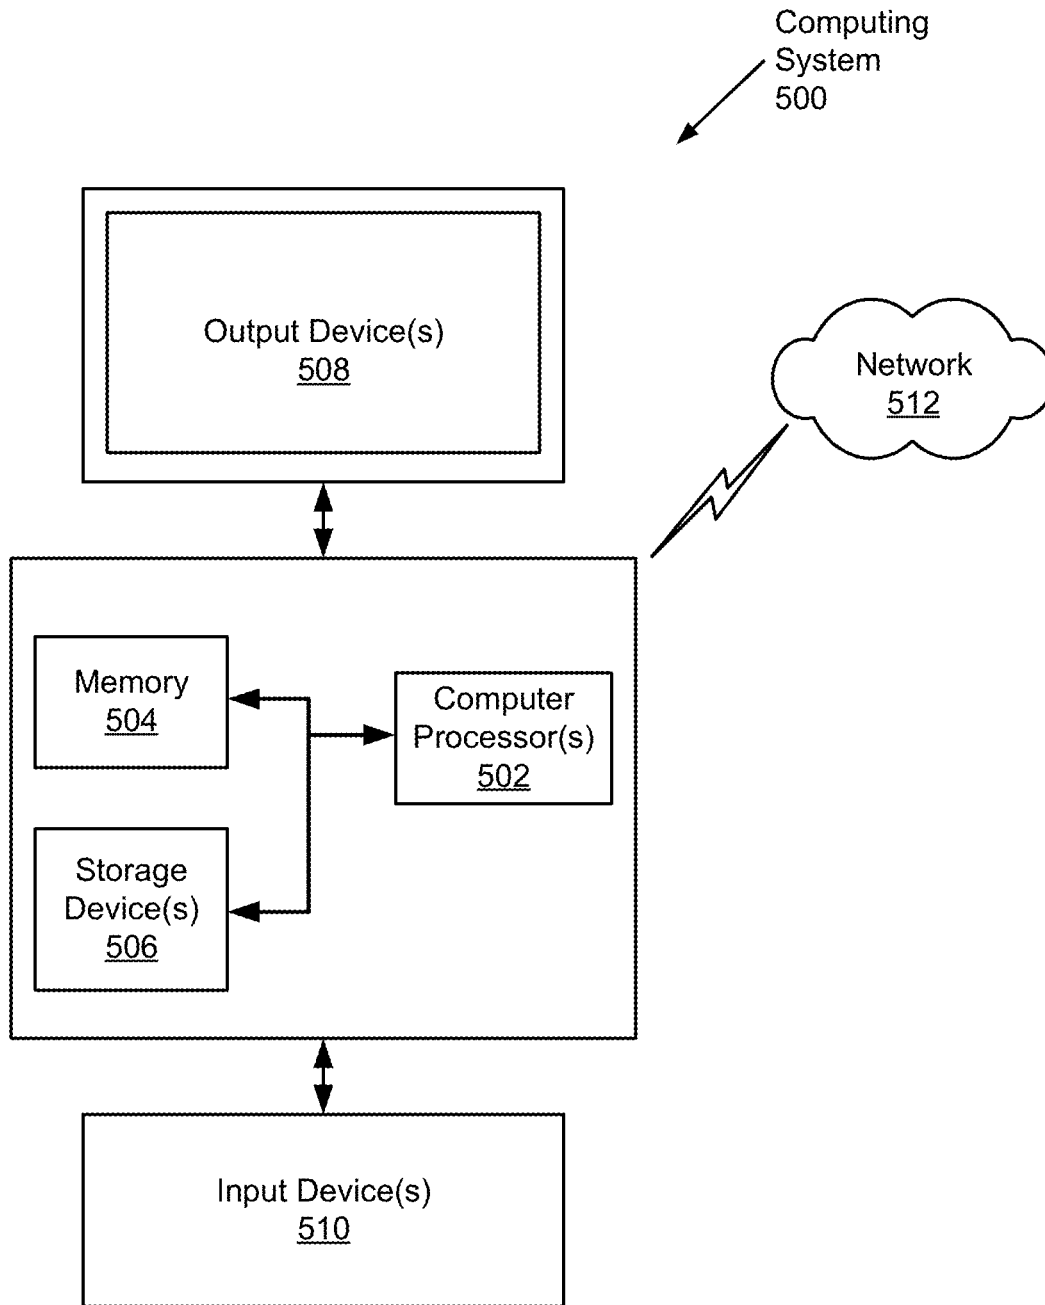 Computing
System
500
Output Device(s)
508
Network
512
Memory
504
Computer
Processor(s)
502
Storage
Device(s)
506
Input Device(s)
510